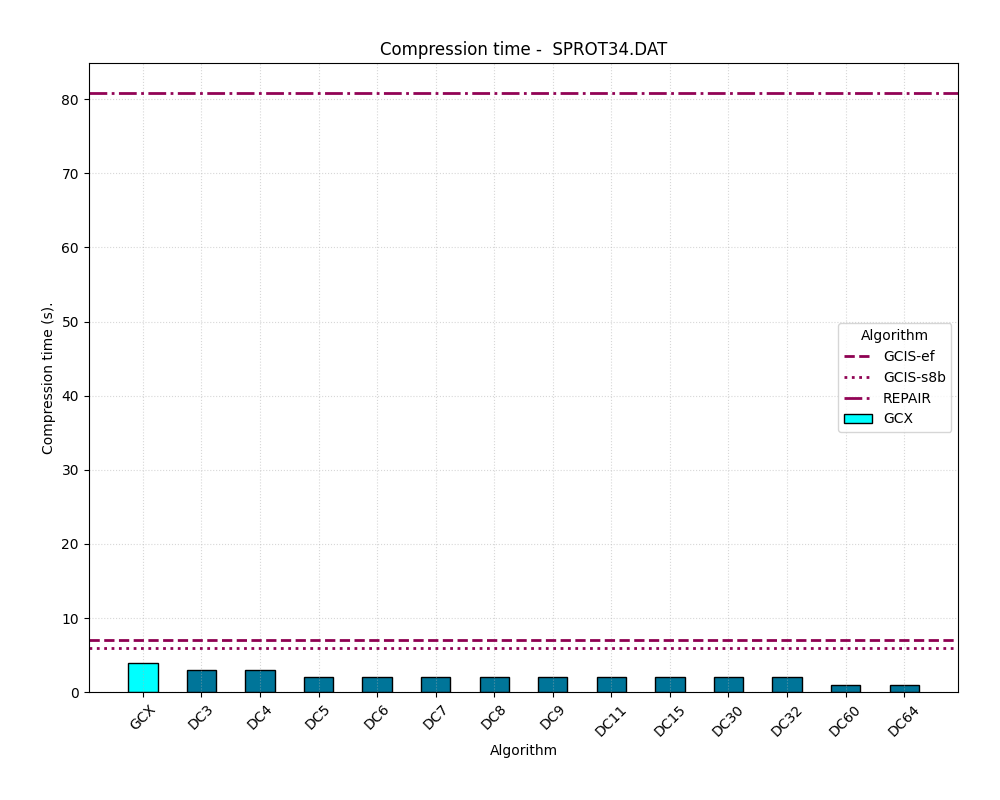 Compression time -  SPROT34.DAT
Compression time (s).
80
70
60
50
40
30
20
10
0
Algorithm
GCIS-ef
GCIS-s8b
REPAIR
GCX
GCX
DC3
DC4
DC5
DC6
DC7
DC8
DC9
DC11
DC15
DC30
DC32
DC60
DC64
Algorithm